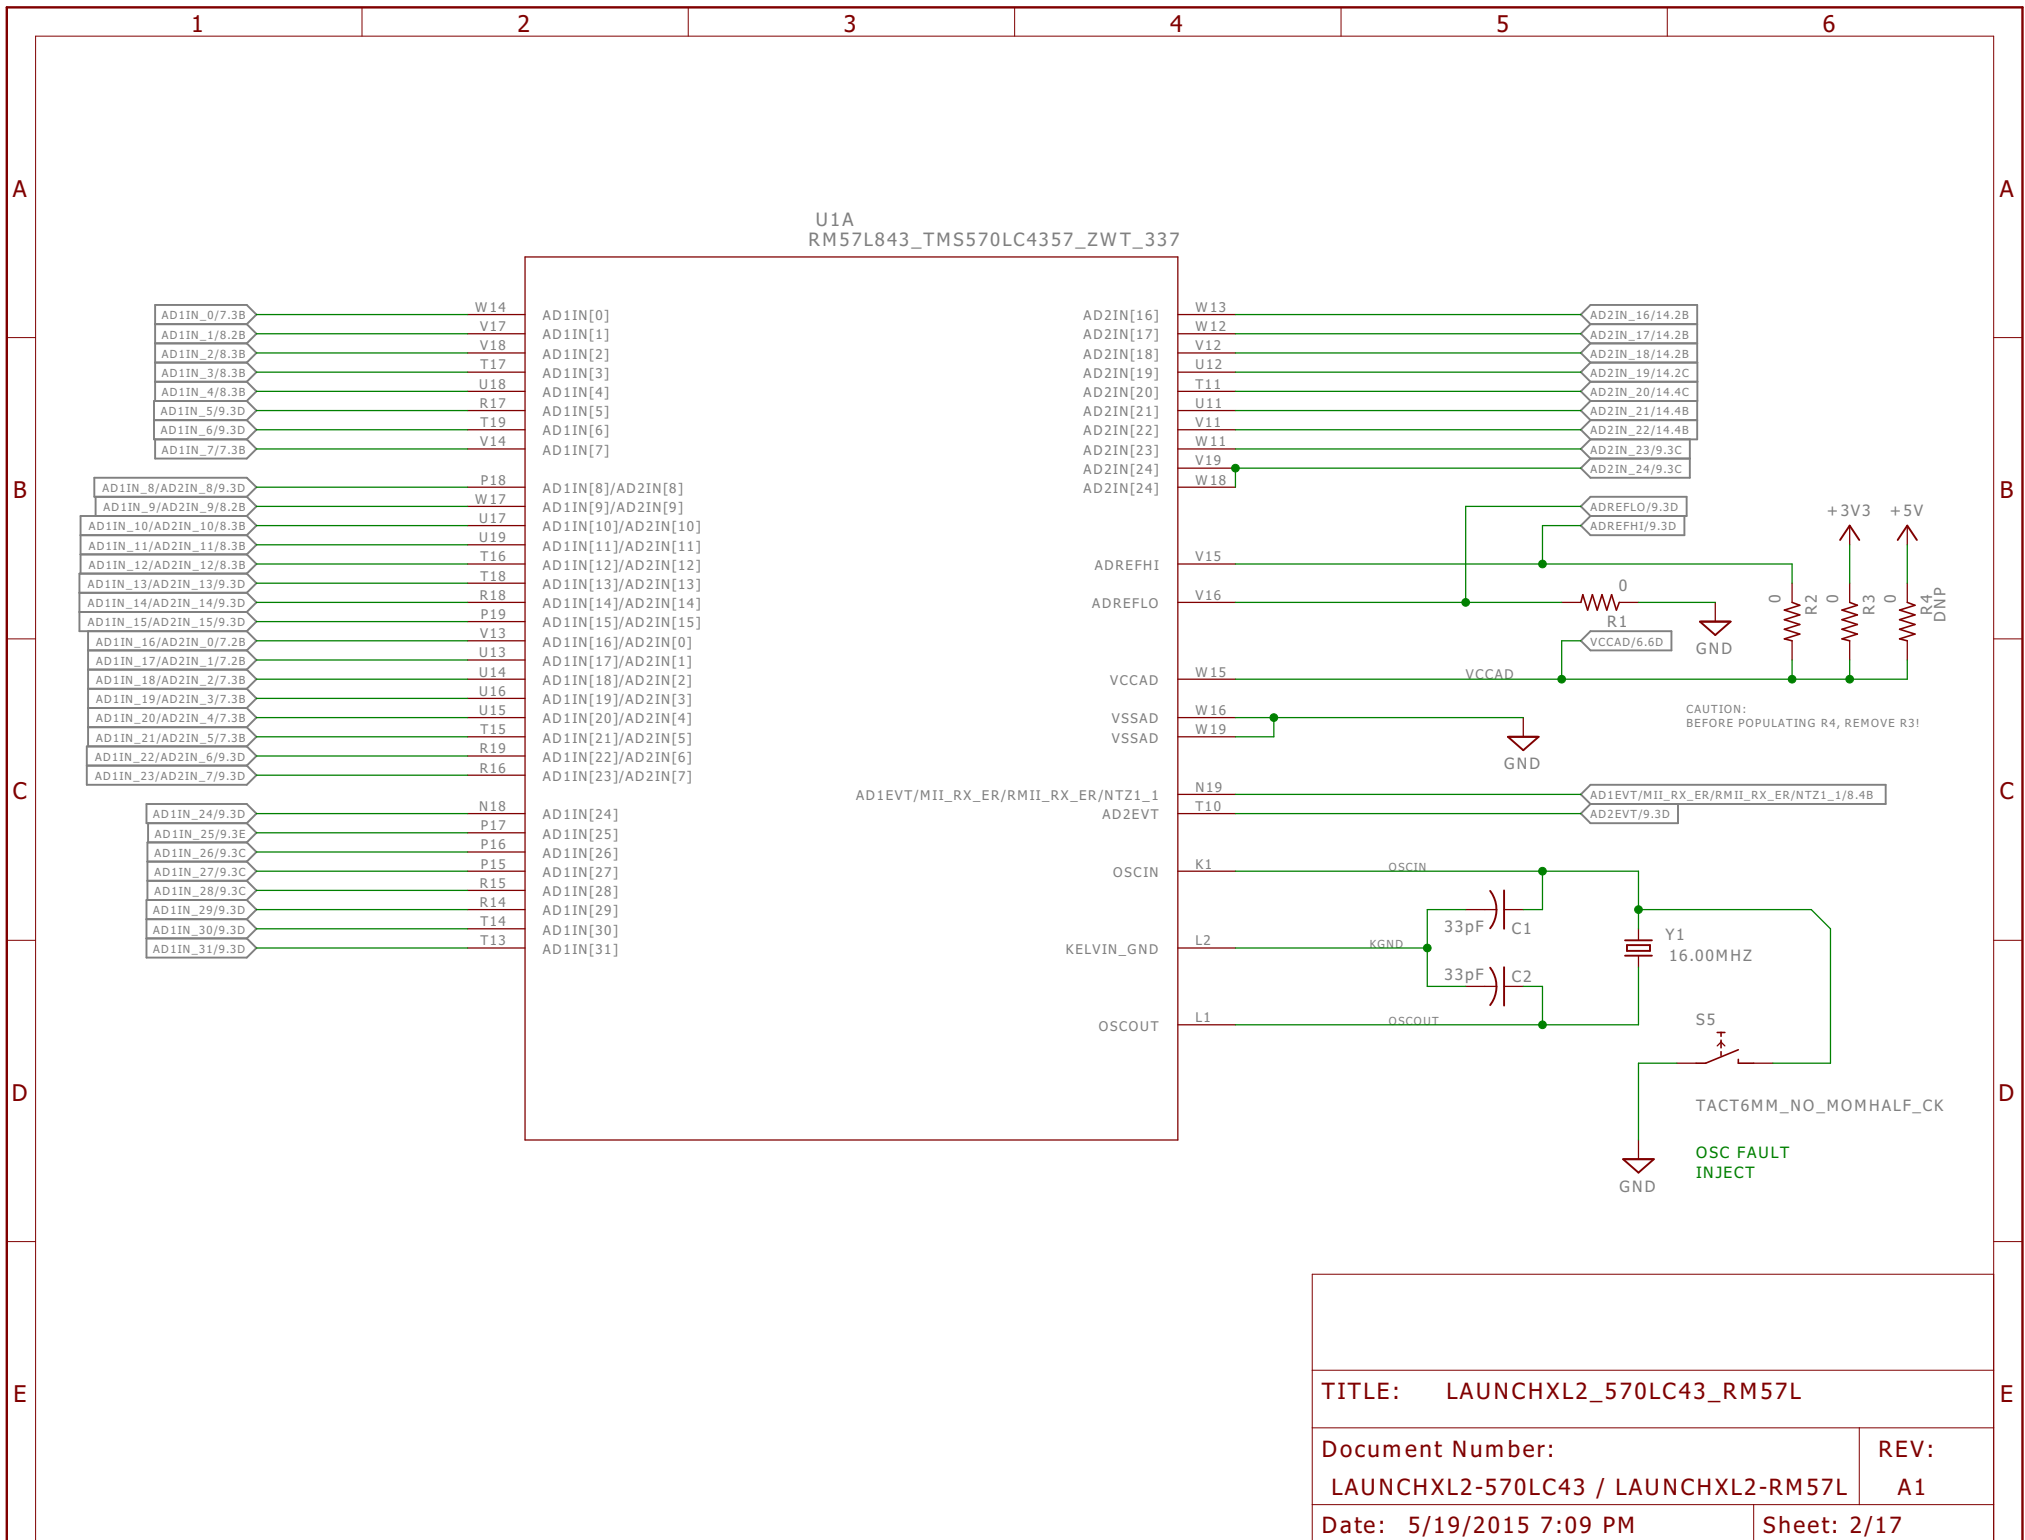 1 2 3 4 5 6
A A
B B
C C
D D
E E
U1A
RM57L843_TMS570LC4357_ZWT_337
AD1IN_0/7.3B W14 AD1IN[0]
AD1IN_1/8.2B V17 AD1IN[1]
AD1IN_2/8.3B V18 AD1IN[2]
AD1IN_3/8.3B T17 AD1IN[3]
AD1IN_4/8.3B U18 AD1IN[4]
AD1IN_5/9.3D R17 AD1IN[5]
AD1IN_6/9.3D T19 AD1IN[6]
AD1IN_7/7.3B V14 AD1IN[7]
AD1IN_8/AD2IN_8/9.3D P18 AD1IN[8]/AD2IN[8]
AD1IN_9/AD2IN_9/8.2B W17 AD1IN[9]/AD2IN[9]
AD1IN_10/AD2IN_10/8.3B U17 AD1IN[10]/AD2IN[10]
AD1IN_11/AD2IN_11/8.3B U19 AD1IN[11]/AD2IN[11]
AD1IN_12/AD2IN_12/8.3B T16 AD1IN[12]/AD2IN[12]
AD1IN_13/AD2IN_13/9.3D T18 AD1IN[13]/AD2IN[13]
AD1IN_14/AD2IN_14/9.3D R18 AD1IN[14]/AD2IN[14]
AD1IN_15/AD2IN_15/9.3D P19 AD1IN[15]/AD2IN[15]
AD1IN_16/AD2IN_0/7.2B V13 AD1IN[16]/AD2IN[0]
AD1IN_17/AD2IN_1/7.2B U13 AD1IN[17]/AD2IN[1]
AD1IN_18/AD2IN_2/7.3B U14 AD1IN[18]/AD2IN[2]
AD1IN_19/AD2IN_3/7.3B U16 AD1IN[19]/AD2IN[3]
AD1IN_20/AD2IN_4/7.3B U15 AD1IN[20]/AD2IN[4]
AD1IN_21/AD2IN_5/7.3B T15 AD1IN[21]/AD2IN[5]
AD1IN_22/AD2IN_6/9.3D R19 AD1IN[22]/AD2IN[6]
AD1IN_23/AD2IN_7/9.3D R16 AD1IN[23]/AD2IN[7]
AD1IN_24/9.3D N18 AD1IN[24]
AD1IN_25/9.3E P17 AD1IN[25]
AD1IN_26/9.3C P16 AD1IN[26]
AD1IN_27/9.3C P15 AD1IN[27]
AD1IN_28/9.3C R15 AD1IN[28]
AD1IN_29/9.3D R14 AD1IN[29]
AD1IN_30/9.3D T14 AD1IN[30]
AD1IN_31/9.3D T13 AD1IN[31]
AD2IN[16] W13 AD2IN_16/14.2B
AD2IN[17] W12 AD2IN_17/14.2B
AD2IN[18] V12 AD2IN_18/14.2B
AD2IN[19] U12 AD2IN_19/14.2C
AD2IN[20] T11 AD2IN_20/14.4C
AD2IN[21] U11 AD2IN_21/14.4B
AD2IN[22] V11 AD2IN_22/14.4B
AD2IN[23] W11 AD2IN_23/9.3C
AD2IN[24] V19 AD2IN_24/9.3C
AD2IN[24] W18
ADREFLO/9.3D
ADREFHI/9.3D
+3V3 +5V
ADREFHI V15
ADREFLO V16
0
R1
GND
0 R2
0 R3
0 R4
DNP
VCCAD/6.6D
VCCAD W15 VCCAD
VSSAD W16
VSSAD W19
GND
CAUTION:
BEFORE POPULATING R4, REMOVE R3!
AD1EVT/MII_RX_ER/RMII_RX_ER/NTZ1_1 N19 AD1EVT/MII_RX_ER/RMII_RX_ER/NTZ1_1/8.4B
AD2EVT T10 AD2EVT/9.3D
OSCIN K1 OSCIN
33pF C1
KELVIN_GND L2 KGND
33pF C2
OSCOUT L1 OSCOUT
Y1
16.00MHZ
S5
TACT6MM_NO_MOMHALF_CK
OSC FAULT
INJECT
GND
TITLE: LAUNCHXL2_570LC43_RM57L
Document Number:
LAUNCHXL2-570LC43 / LAUNCHXL2-RM57L
REV:
A1
Date: 5/19/2015 7:09 PM
Sheet: 2/17